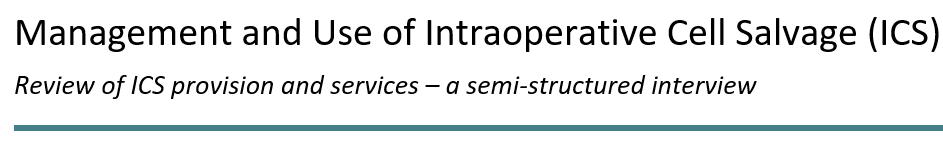 Management and Use of Intraoperative Cell Salvage (ICS)
Review of ICS provision and services – a semi-structured interview